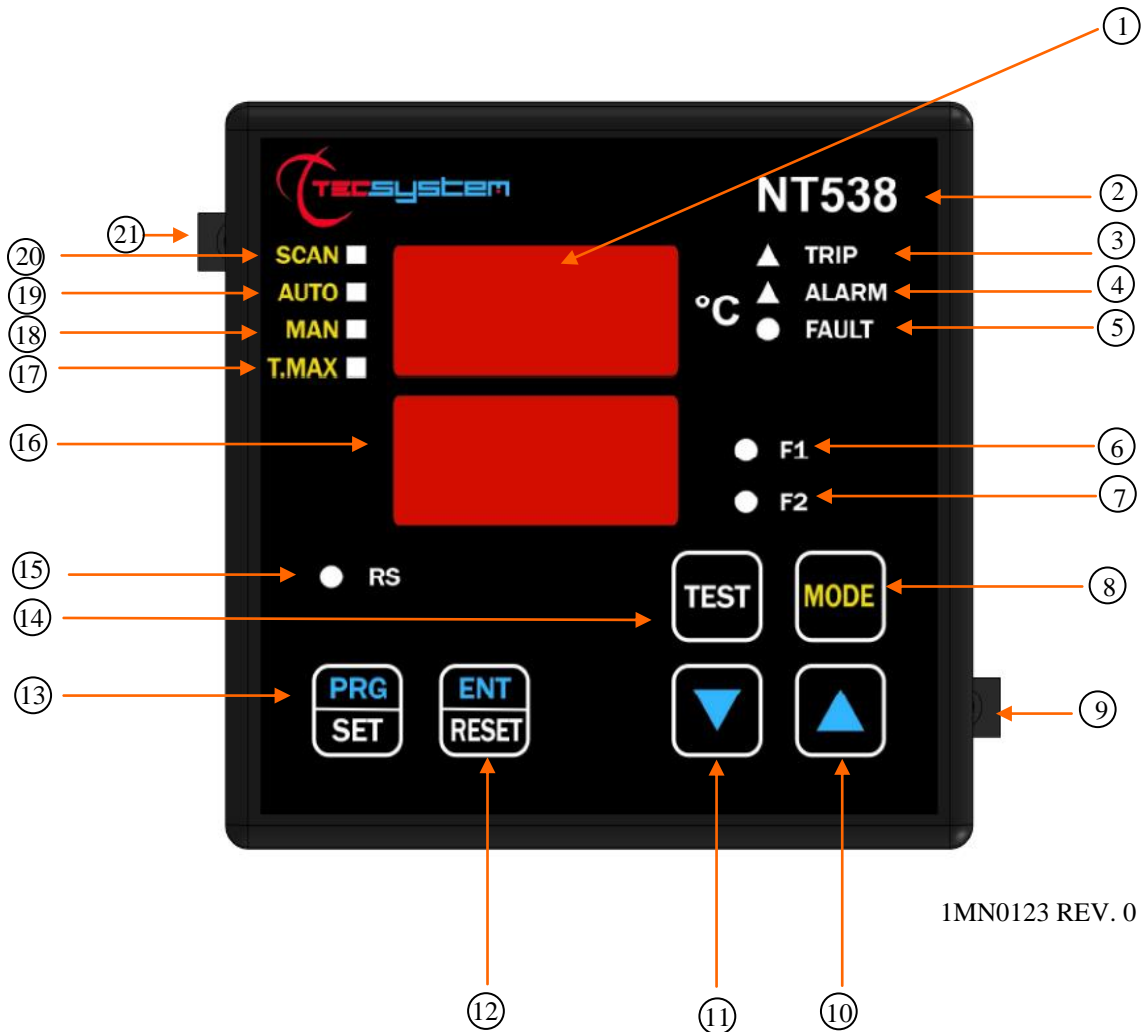 1
TECSYSTEM
NT538
2
21
SCAN
TRIP
3
20
AUTO
°C
ALARM
4
19
MAN
FAULT
5
18
T.MAX
17
16
F1
6
F2
7
15
RS
TEST
MODE
8
14
13
PRG
SET
ENT
RESET
9
1MN0123 REV. 0
12
11
10